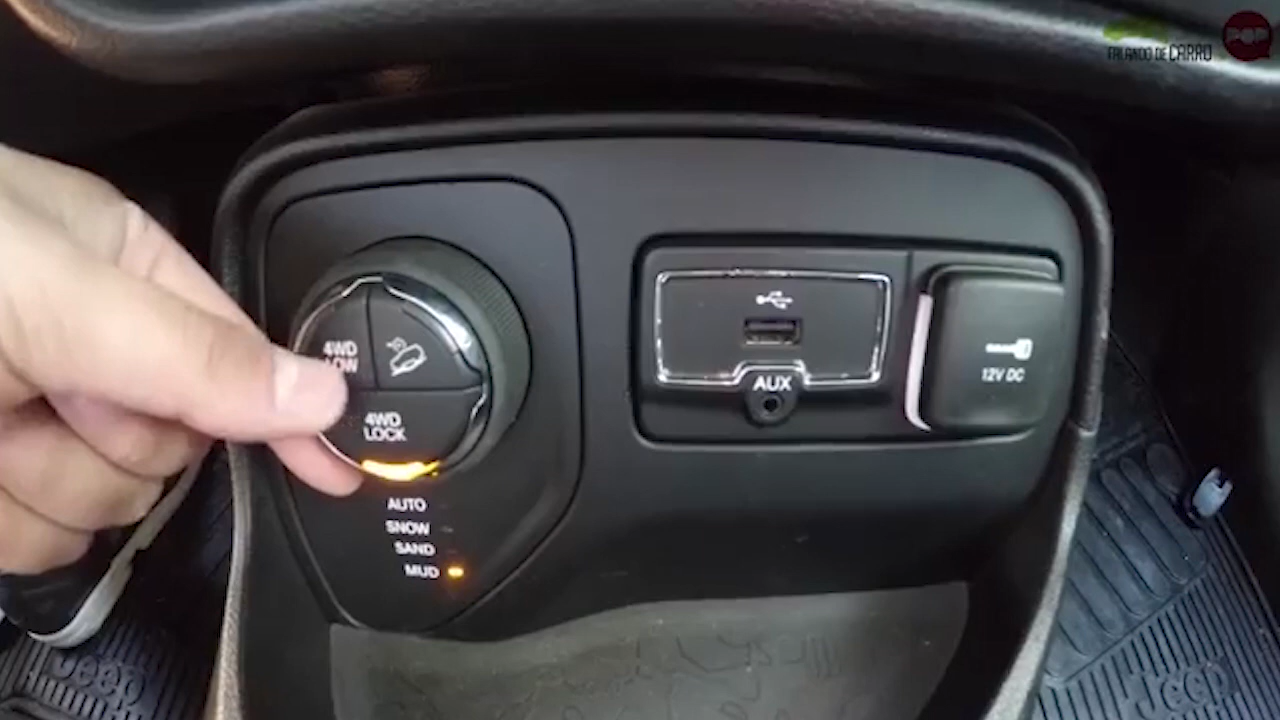 FALANDO DE CARRO
POP
4WD
LOW
4WD
LOCK
AUTO
SNOW
SAND
MUD
AUX
12V DC
Jeep
Jeep